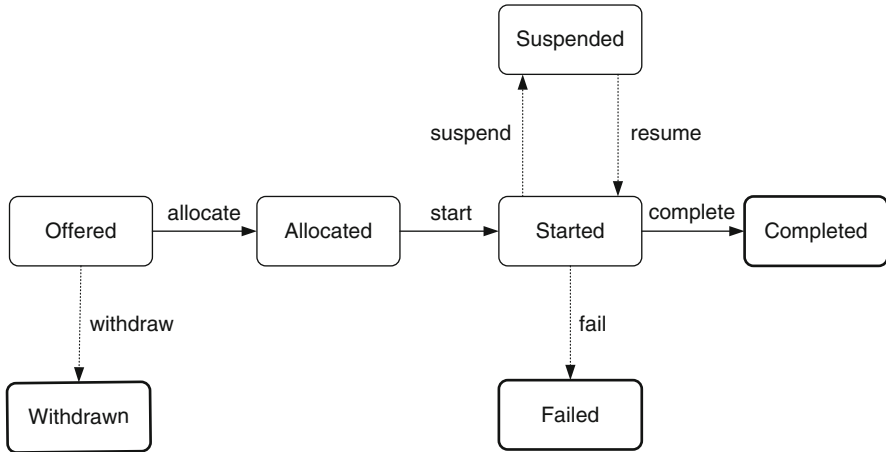 Suspended
suspend
resume
Offered
allocate
Allocated
start
Started
complete
Completed
withdraw
fail
Withdrawn
Failed